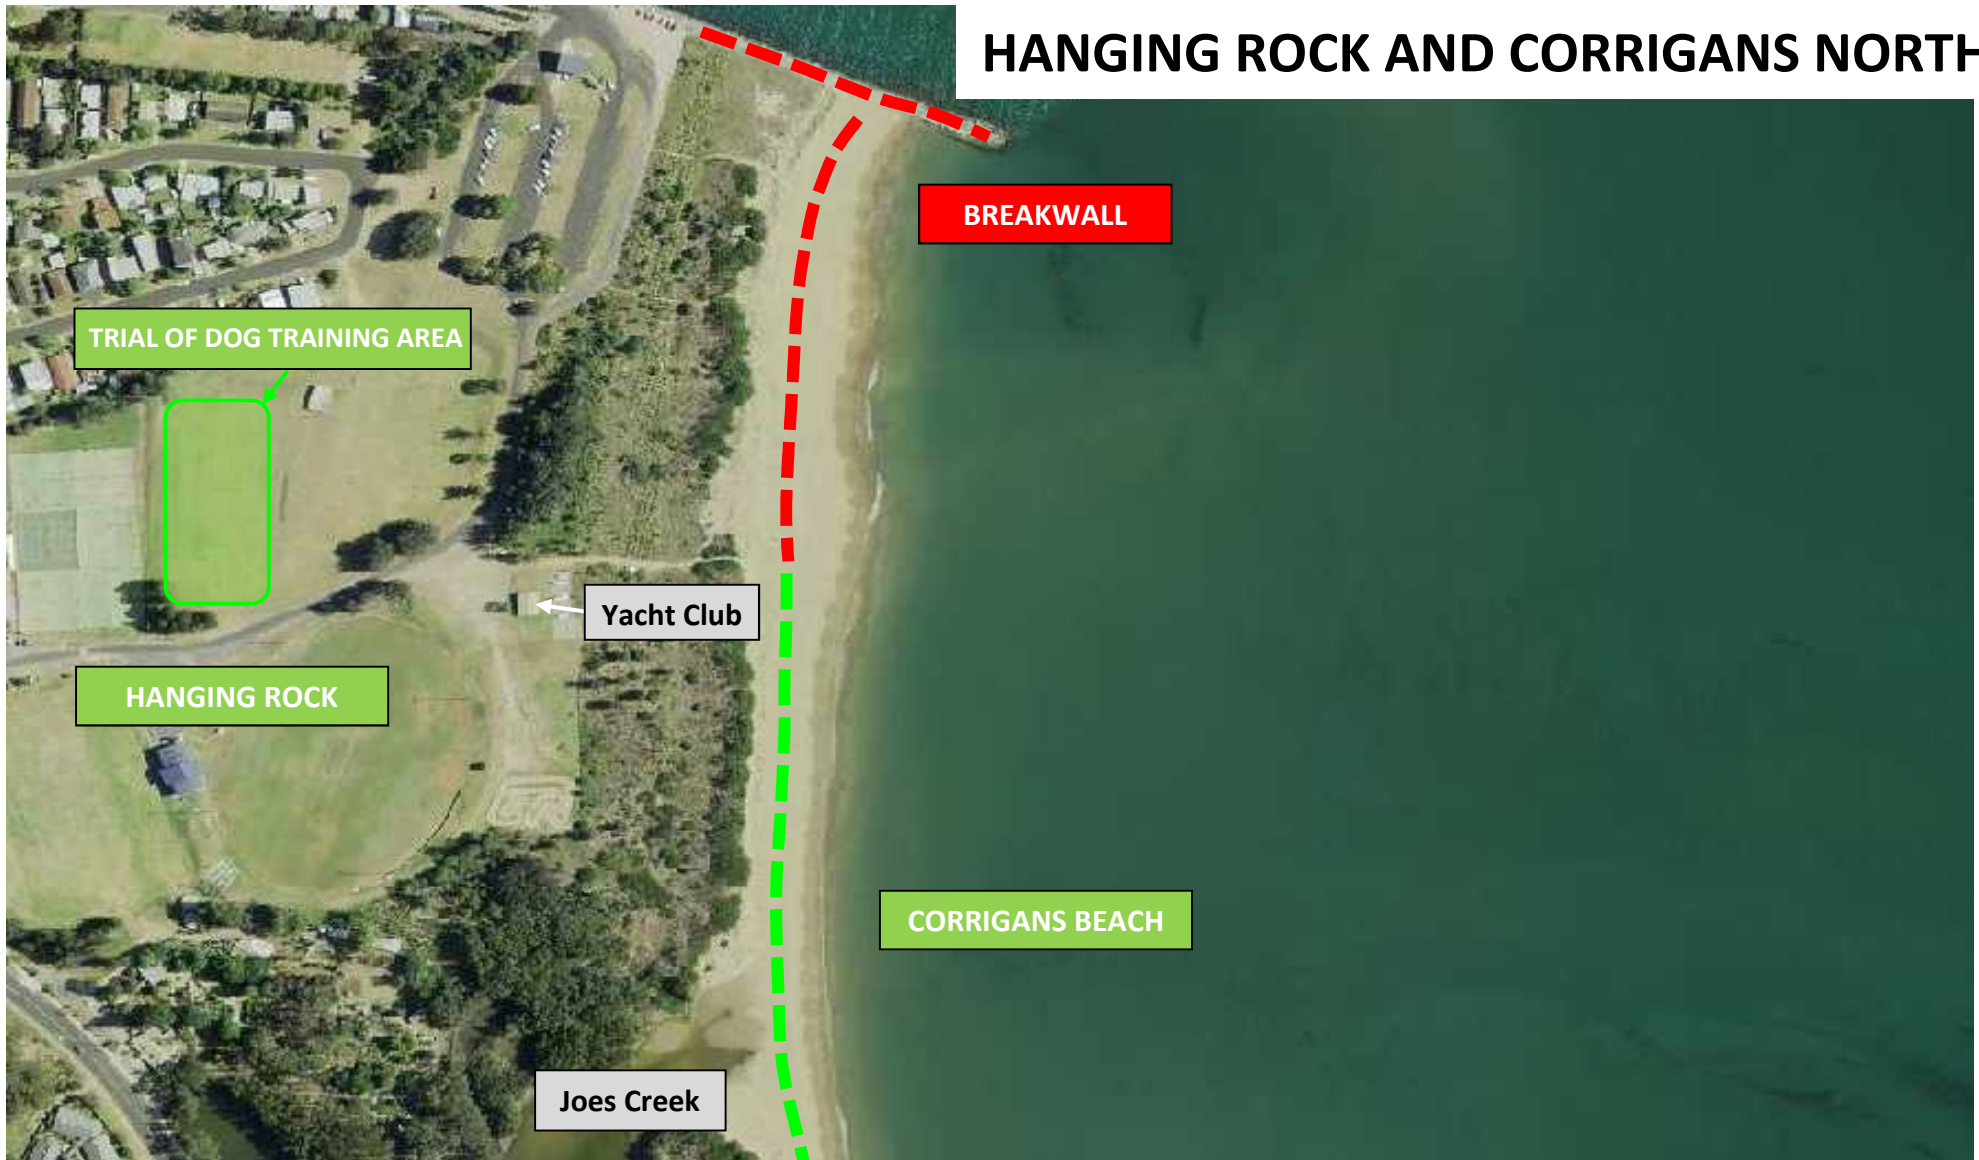 HANGING ROCK AND CORRIGANS NORTH
BREAKWALL
TRIAL OF DOG TRAINING AREA
Yacht Club
HANGING ROCK
CORRIGANS BEACH
Joes Creek